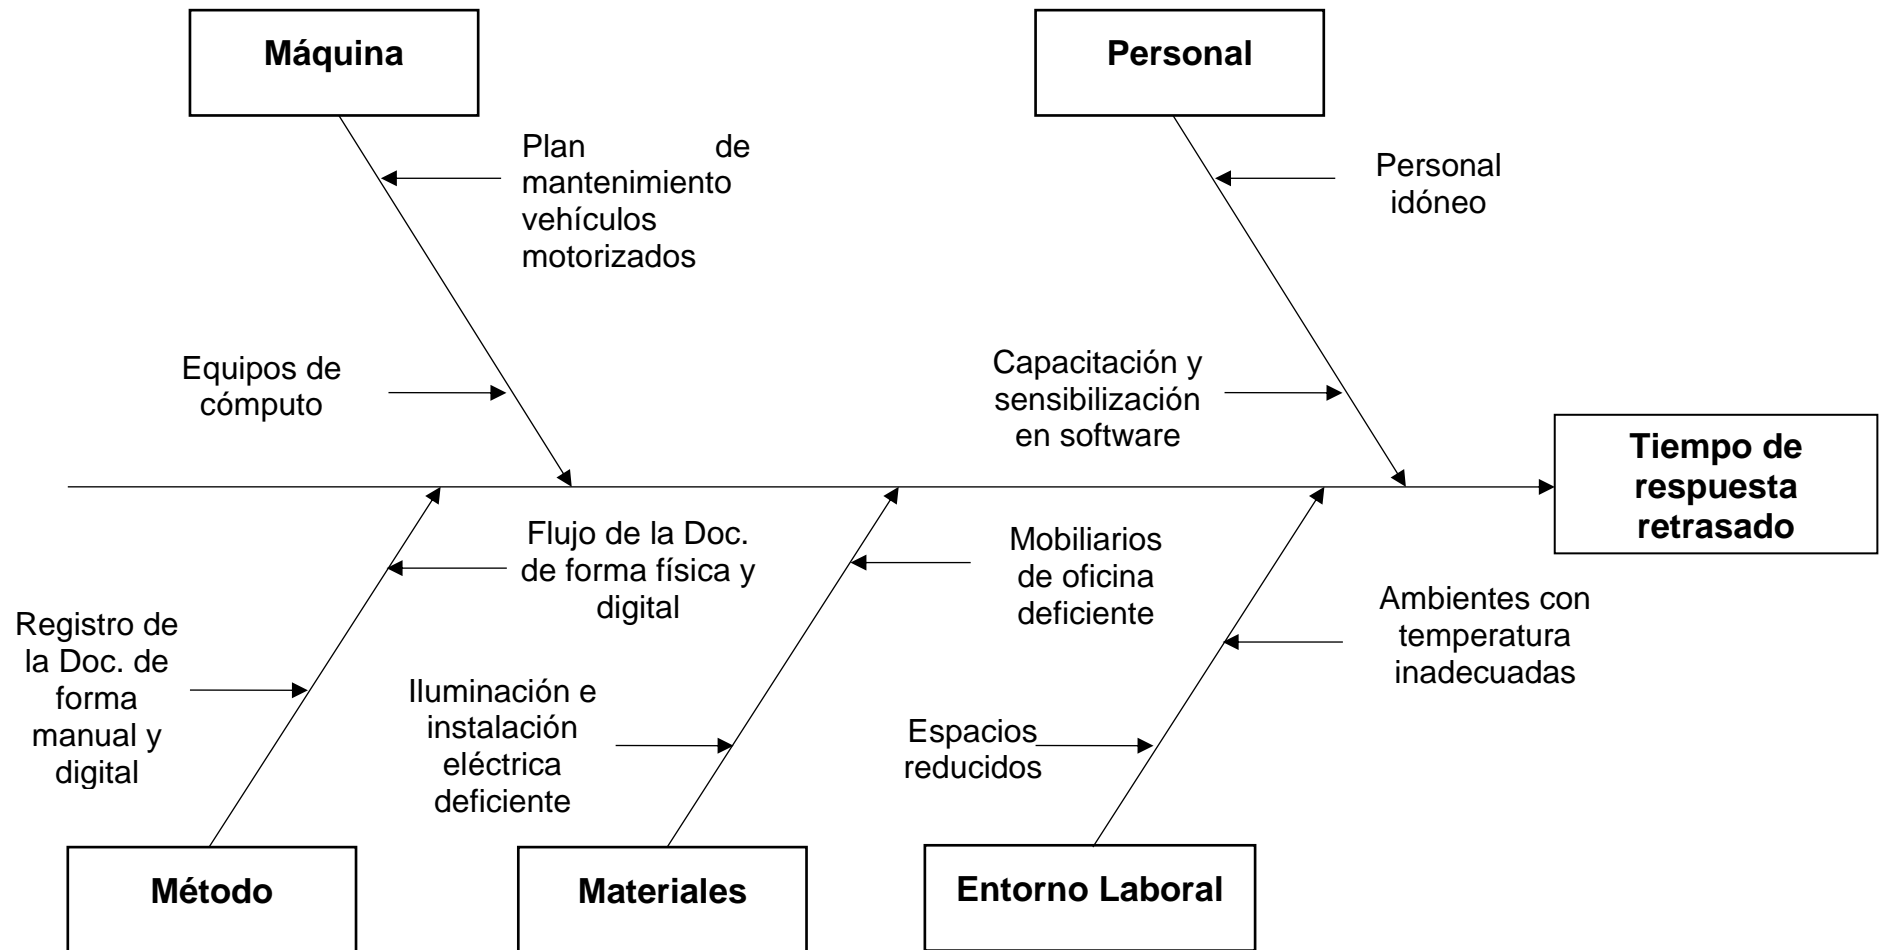 Máquina
Personal
Plan de
mantenimiento
vehículos
motorizados
Personal
idóneo
Equipos de
cómputo
Capacitación y
sensibilización
en software
Tiempo de
respuesta
retrasado
Flujo de la Doc.
de forma física y
digital
Mobiliarios
de oficina
deficiente
Ambientes con
temperatura
inadecuadas
Registro de
la Doc. de
forma
manual y
digital
Iluminación e
instalación
eléctrica
deficiente
Espacios
reducidos
Método
Materiales
Entorno Laboral